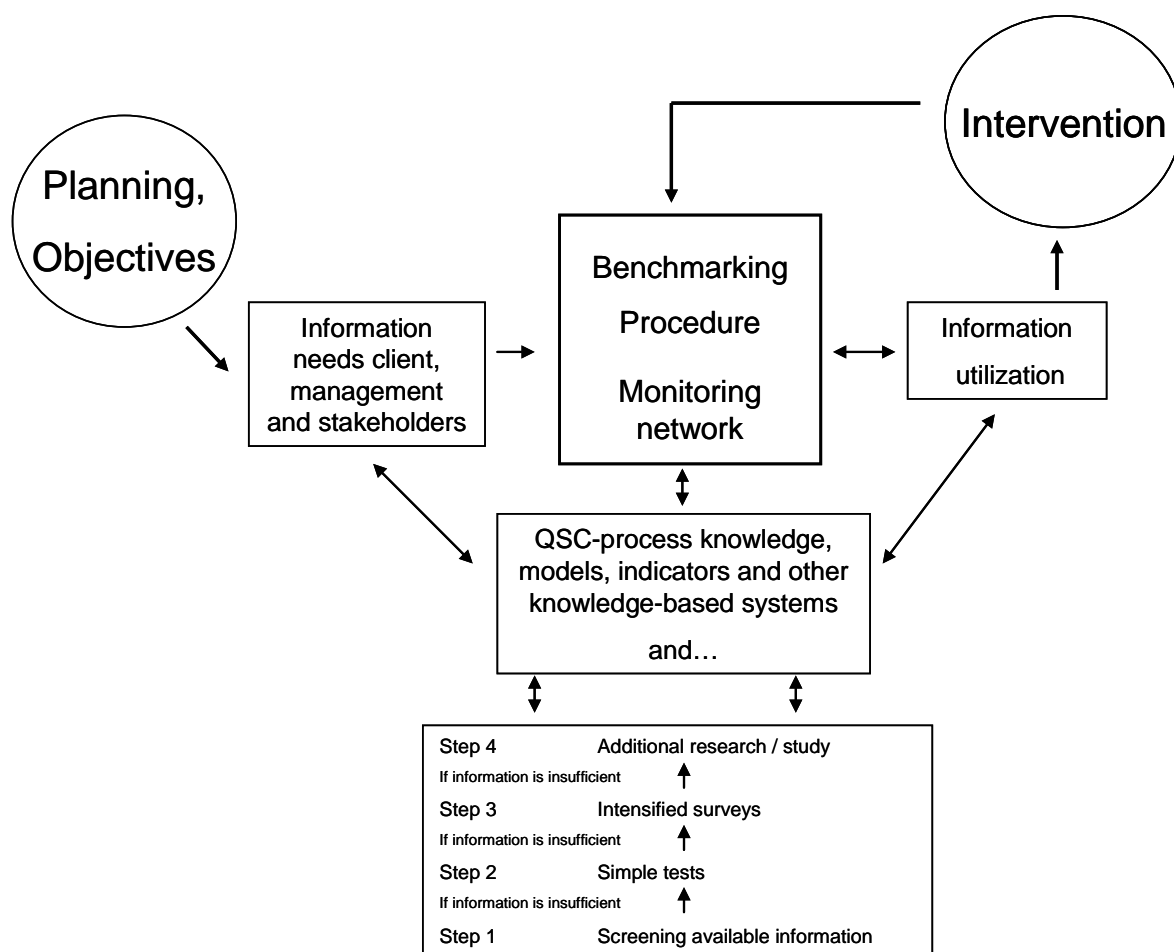 Planning,
Objectives
Intervention
Information
needs client,
management
and stakeholders
Benchmarking
Procedure
Monitoring
network
Information
utilization
QSC-process knowledge,
models, indicators and other
knowledge-based systems
and...
Step 4 Additional research / study
If information is insufficient
Step 3 Intensified surveys
If information is insufficient
Step 2 Simple tests
If information is insufficient
Step 1 Screening available information